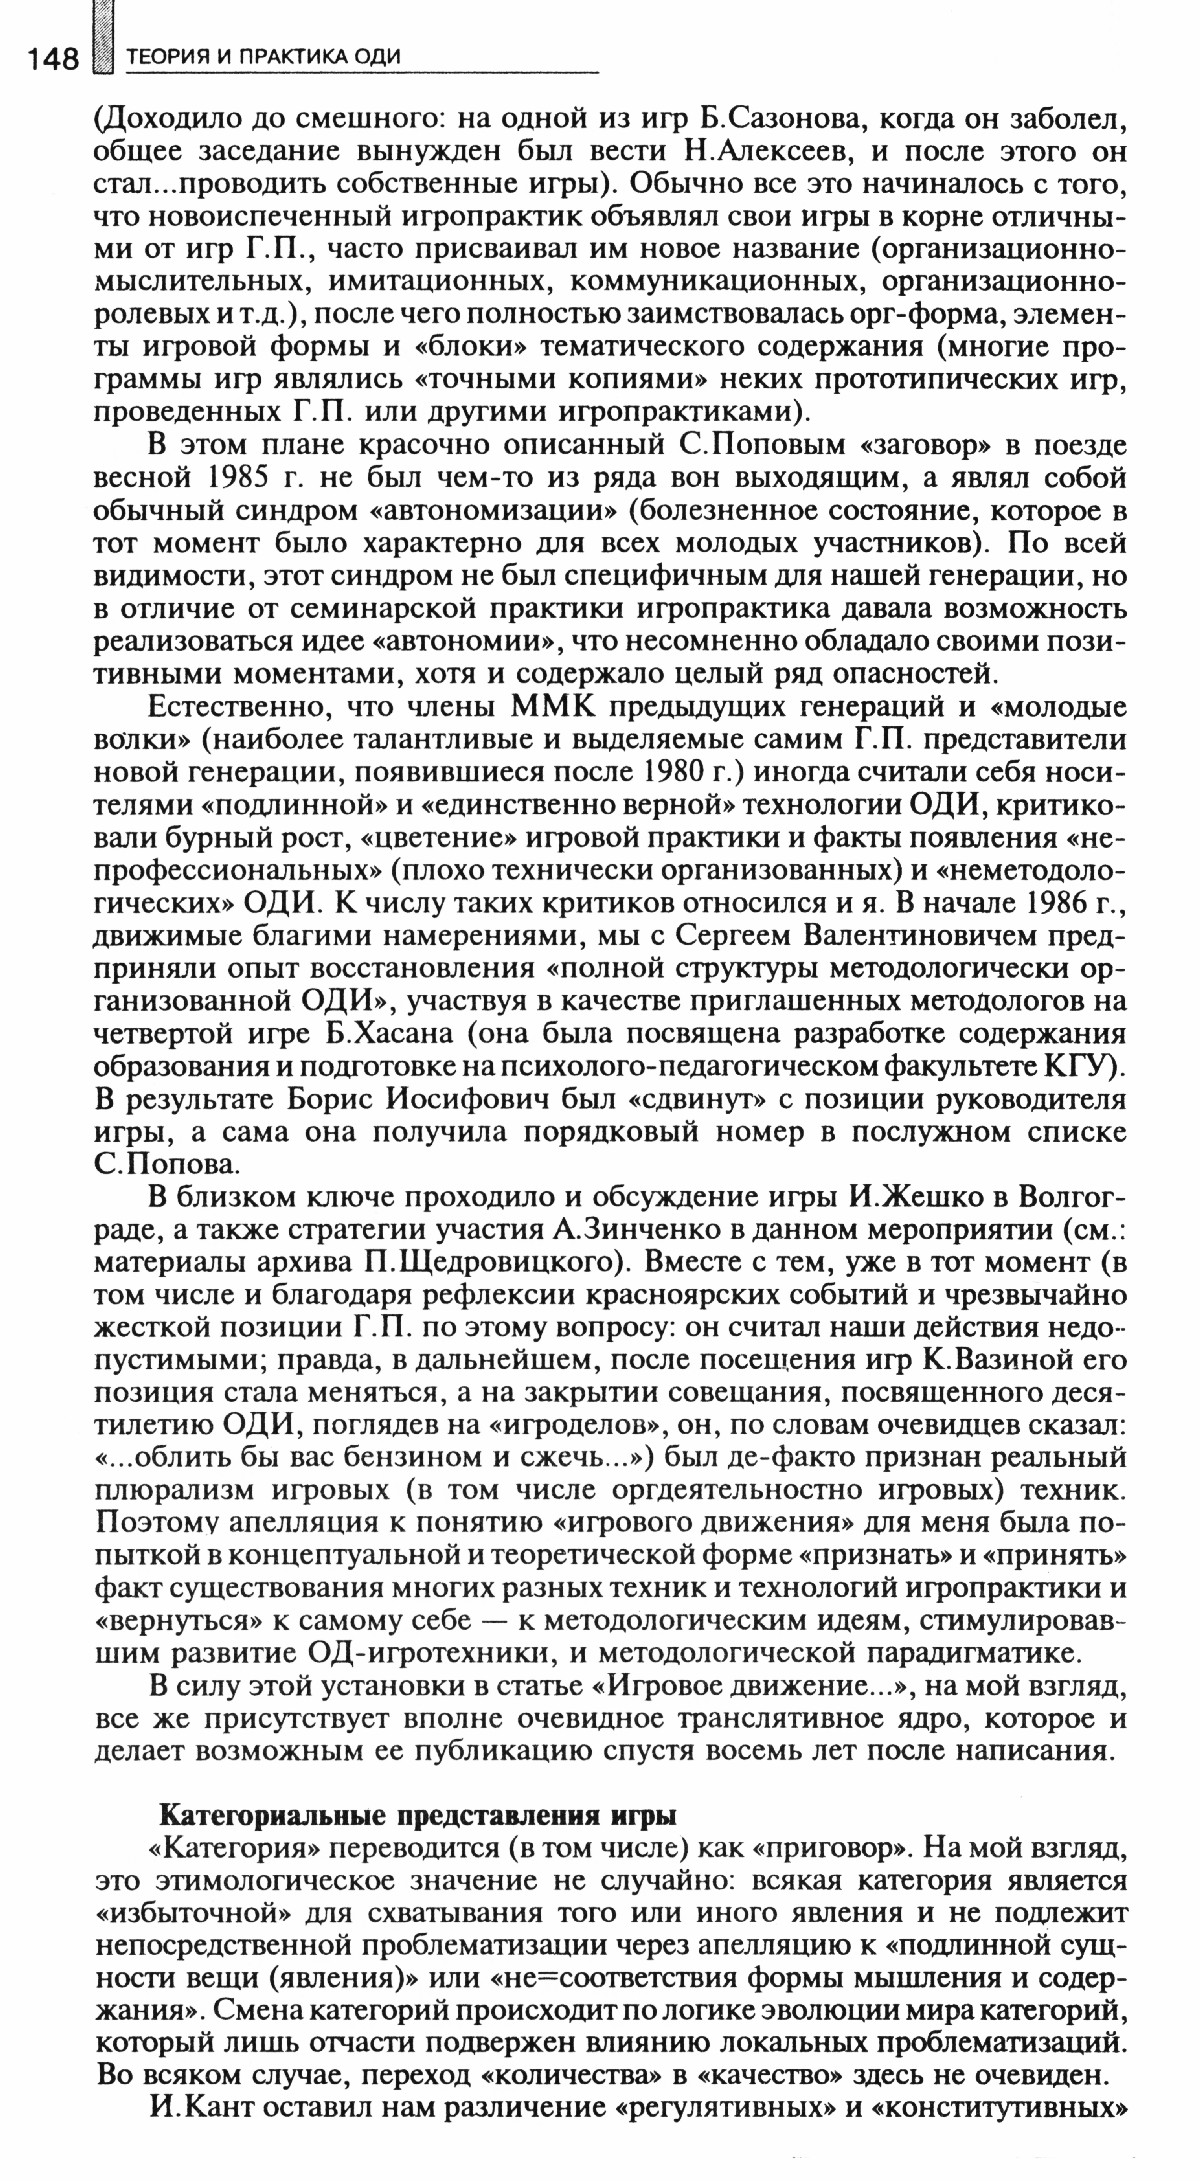 148
ТЕОРИЯ И ПРАКТИКА ОДИ
(Доходило до смешного: на одной из игр Б.Сазонова, когда он заболел,
общее заседание вынужден был вести Н.Алексеев, и после этого он
стал...проводить собственные игры). Обычно все это начиналось с того,
что новоиспеченный игропрактик объявлял свои игры в корне отличны-
ми от игр Г.П., часто присваивал им новое название (организационно-
мыслительных, имитационных, коммуникационных, организационно-
ролевых и т.д.), после чего полностью заимствовалась орг-форма, элемен-
ты игровой формы и «блоки» тематического содержания (многие про-
граммы игр являлись «точными копиями» неких прототипических игр,
проведенных Г.П. или другими игропрактиками).
В этом плане красочно описанный С.Поповым «заговор» в поезде
весной 1985 г. не был чем-то из ряда вон выходящим, а являл собой
обычный синдром «автономизации» (болезненное состояние, которое в
тот момент было характерно для всех молодых участников). По всей
видимости, этот синдром не был специфичным для нашей генерации, но
в отличие от семинарской практики игропрактика давала возможность
реализоваться идее «автономии», что несомненно обладало своими пози-
тивными моментами, хотя и содержало целый ряд опасностей.
Естественно, что члены ММК предыдущих генераций и «молодые
волки» (наиболее талантливые и выделяемые самим Г.П. представители
новой генерации, появившиеся после 1980 г.) иногда считали себя носи-
телями «подлинной» и «единственно верной» технологии ОДИ, критико-
вали бурный рост, «цветение» игровой практики и факты появления «не-
профессиональных» (плохо технически организованных) и «неметодоло-
гических» ОДИ. К числу таких критиков относился и я. В начале 1986 г.,
движимые благими намерениями, мы с Сергеем Валентиновичем пред-
приняли опыт восстановления «полной структуры методологически ор-
ганизованной ОДИ», участвуя в качестве приглашенных методологов на
четвертой игре Б.Хасана (она была посвящена разработке содержания
образования и подготовке на психолого-педагогическом факультете КГУ).
В результате Борис Иосифович был «сдвинут» с позиции руководителя
игры, а сама она получила порядковый номер в послужном списке
С.Попова.
В близком ключе проходило и обсуждение игры И.Жешко в Волгог-
раде, а также стратегии участия А.Зинченко в данном мероприятии (см.:
материалы архива П.Щедровицкого). Вместе с тем, уже в тот момент (в
том числе и благодаря рефлексии красноярских событий и чрезвычайно
жесткой позиции Г.П. по этому вопросу: он считал наши действия недо-
пустимыми; правда, в дальнейшем, после посещения игр К.Вазиной его
позиция стала меняться, а на закрытии совещания, посвященного деся-
тилетию ОДИ, поглядев на «игроделов», он, по словам очевидцев сказал:
«...облить бы вас бензином и сжечь...») был де-факто признан реальный
плюрализм игровых (в том числе оргдеятельностно игровых) техник.
Поэтому апелляция к понятию «игрового движения» для меня была по-
пыткой в концептуальной и теоретической форме «признать» и «принять»
факт существования многих разных техник и технологий игропрактики и
«вернуться» к самому себе — к методологическим идеям, стимулировав-
шим развитие ОД-игротехники, и методологической парадигматике.
В силу этой установки в статье «Игровое движение...», на мой взгляд,
все же присутствует вполне очевидное транслятивное ядро, которое и
делает возможным ее публикацию спустя восемь лет после написания.
Категориальные представления игры
«Категория» переводится (в том числе) как «приговор». На мой взгляд,
это этимологическое значение не случайно: всякая категория является
«избыточной» для схватывания того или иного явления и не подлежит
непосредственной проблематизации через апелляцию к «подлинной сущ-
ности вещи (явления)» или «не=соответствия формы мышления и содер-
жания». Смена категорий происходит по логике эволюции мира категорий,
который лишь отчасти подвержен влиянию локальных проблематизаций.
Во всяком случае, переход «количества» в «качество» здесь не очевиден.
И.Кант оставил нам различение «регулятивных» и «конститутивных»